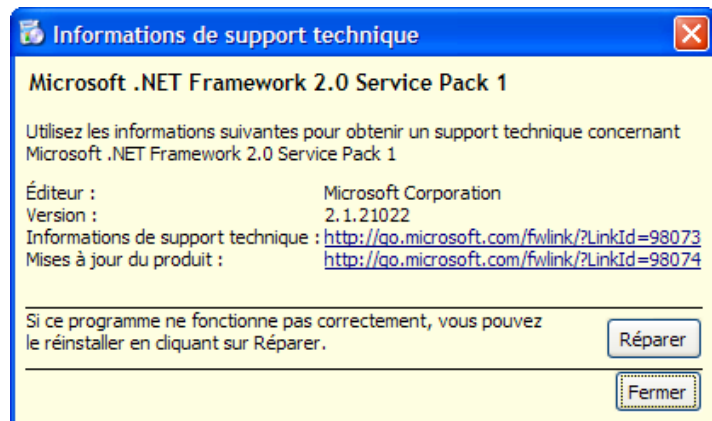 Informations de support technique
Microsoft .NET Framework 2.0 Service Pack 1
Utilisez les informations suivantes pour obtenir un support technique concernant
Microsoft .NET Framework 2.0 Service Pack 1
Éditeur : Microsoft Corporation
Version : 2.1.21022
Informations de support technique : http://go.microsoft.com/fwlink/?LinkId=98073
Mises à jour du produit : http://go.microsoft.com/fwlink/?LinkId=98074
Si ce programme ne fonctionne pas correctement, vous pouvez
le réinstaller en cliquant sur Réparer.
Réparer
Fermer